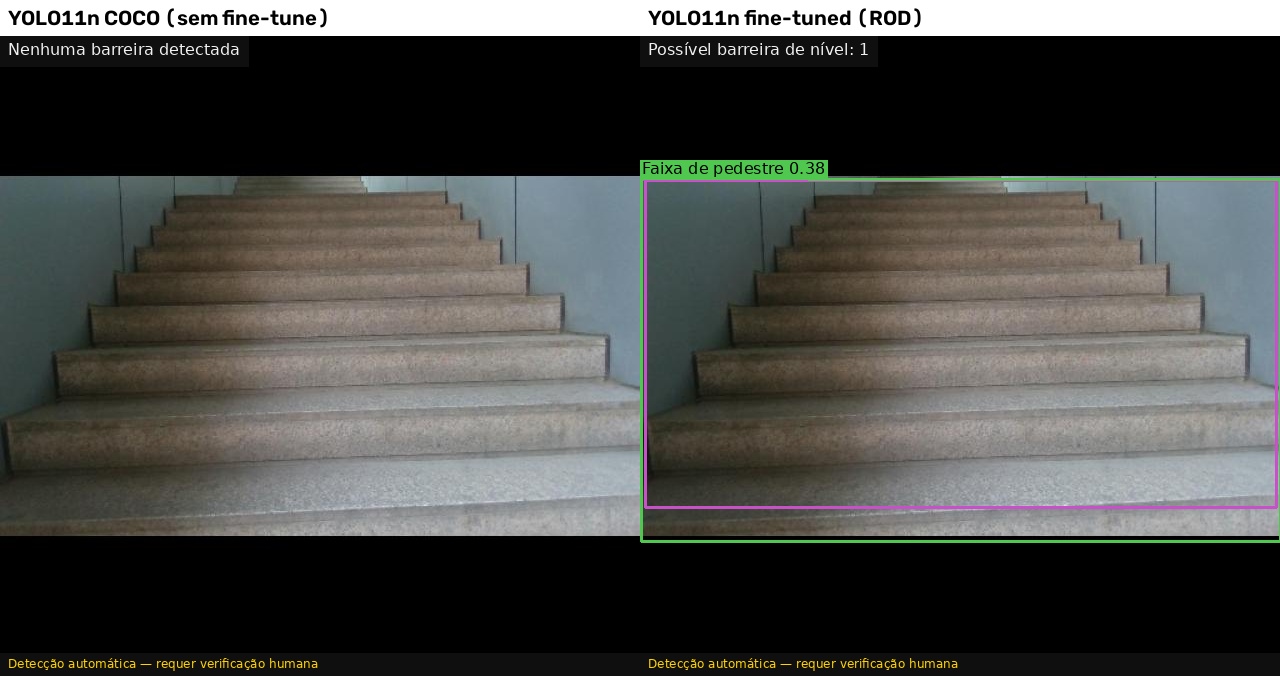 YOLO11n COCO (sem fine-tune)
Nenhuma barreira detectada
Detecção automática — requer verificação humana
YOLO11n fine-tuned (ROD)
Possível barreira de nível: 1
Faixa de pedestre 0.38
Detecção automática — requer verificação humana